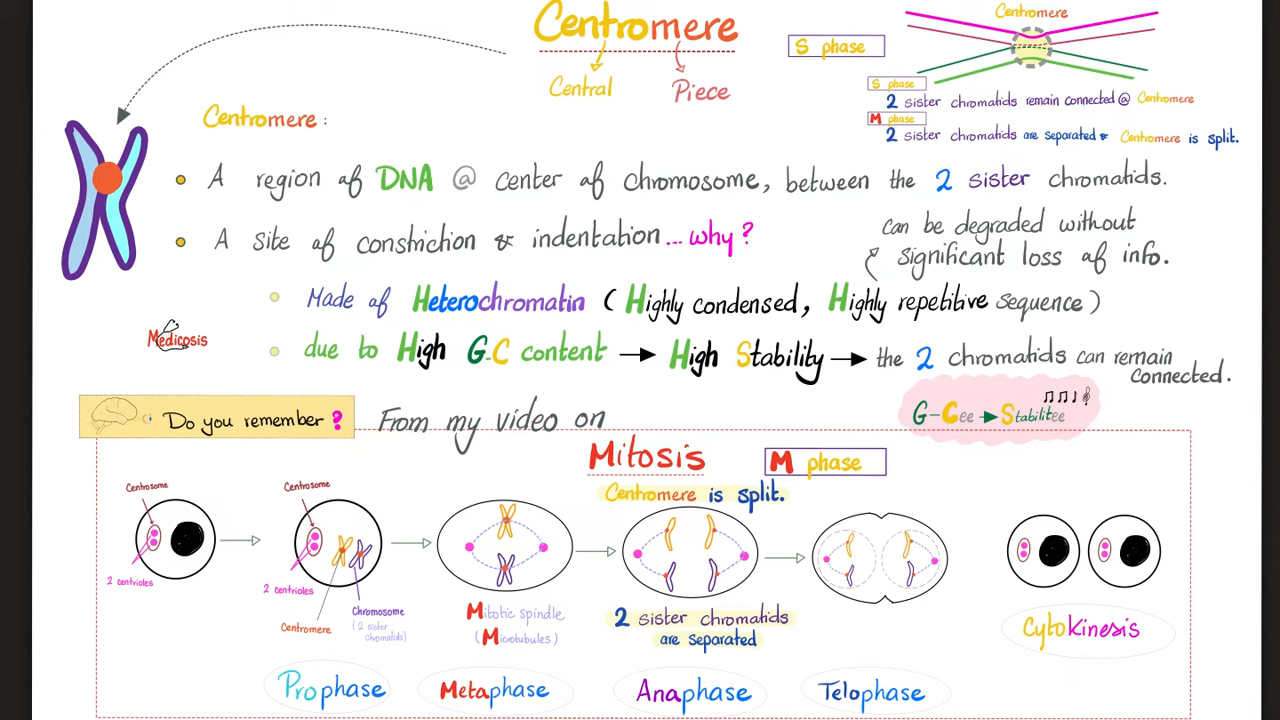 Centromere
Central
Piece
S phase
Centromere
S phase
2 sister chromatids remain connected @ Centromere
M phase
2 sister chromatids are separated & Centromere is split.
Centromere :
• A region of DNA @ center of chromosome, between the 2 sister chromatids.
• A site of constriction & indentation... why?
can be degraded without
significant loss of info.
Made of Heterochromatin (Highly condensed, Highly repetitive sequence)
Medicosis
due to High G-C content → High Stability → the 2 chromatids can remain
connected.
G-Cee → Stabilitee
Do you remember ?
From my video on
Mitosis
M phase
Centromere is split.
Centrosome
2 centrioles
Centrosome
2 centrioles
Centromere
Chromosome
(2 sister
chromatids)
Mitotic spindle
(Microtubules)
2 sister chromatids
are separated
Cytokinesis
Prophase
Metaphase
Anaphase
Telophase